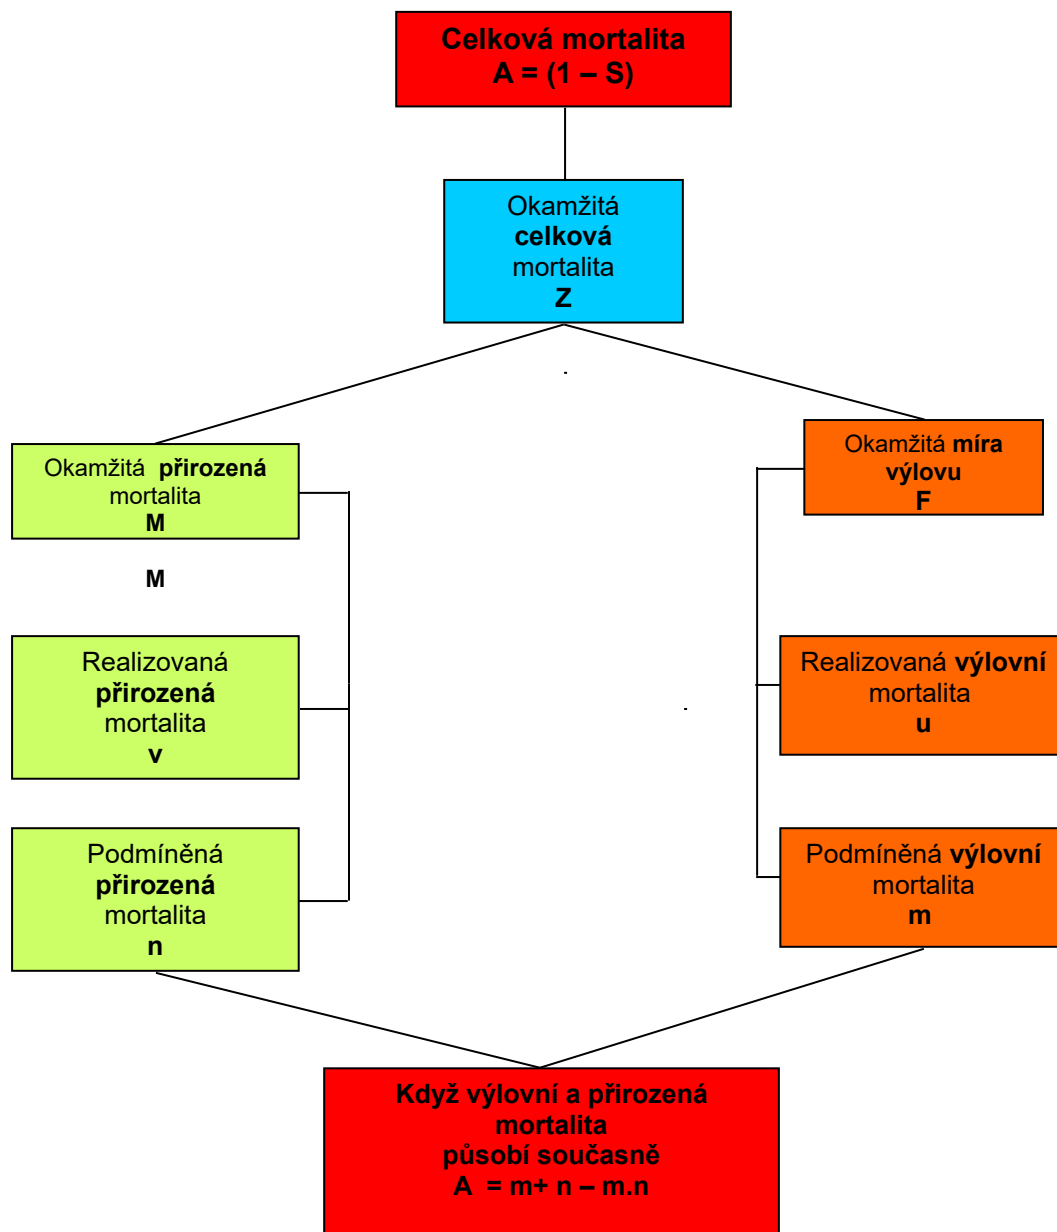 Celková mortalita
A = (1 – S)
Okamžitá
celková
mortalita
Z
Okamžitá přirozená
mortalita
M
M
Okamžitá míra
výlovu
F
Realizovaná
přirozená
mortalita
v
Realizovaná výlovní
mortalita
u
Podmíněná
přirozená
mortalita
n
Podmíněná výlovní
mortalita
m
Když výlovní a přirozená
mortalita
působí současně
A = m+ n – m.n